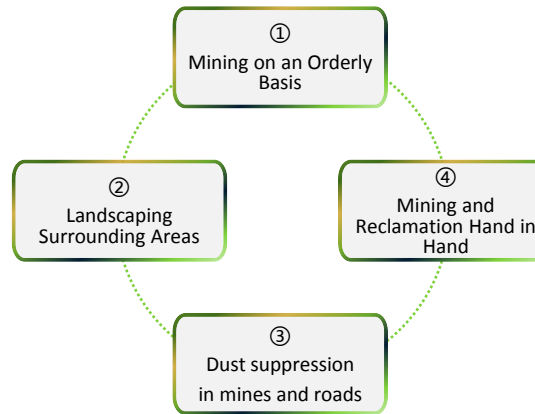 ①
Mining on an Orderly
Basis
②
Landscaping
Surrounding Areas
④
Mining and
Reclamation Hand in
Hand
③
Dust suppression
in mines and roads